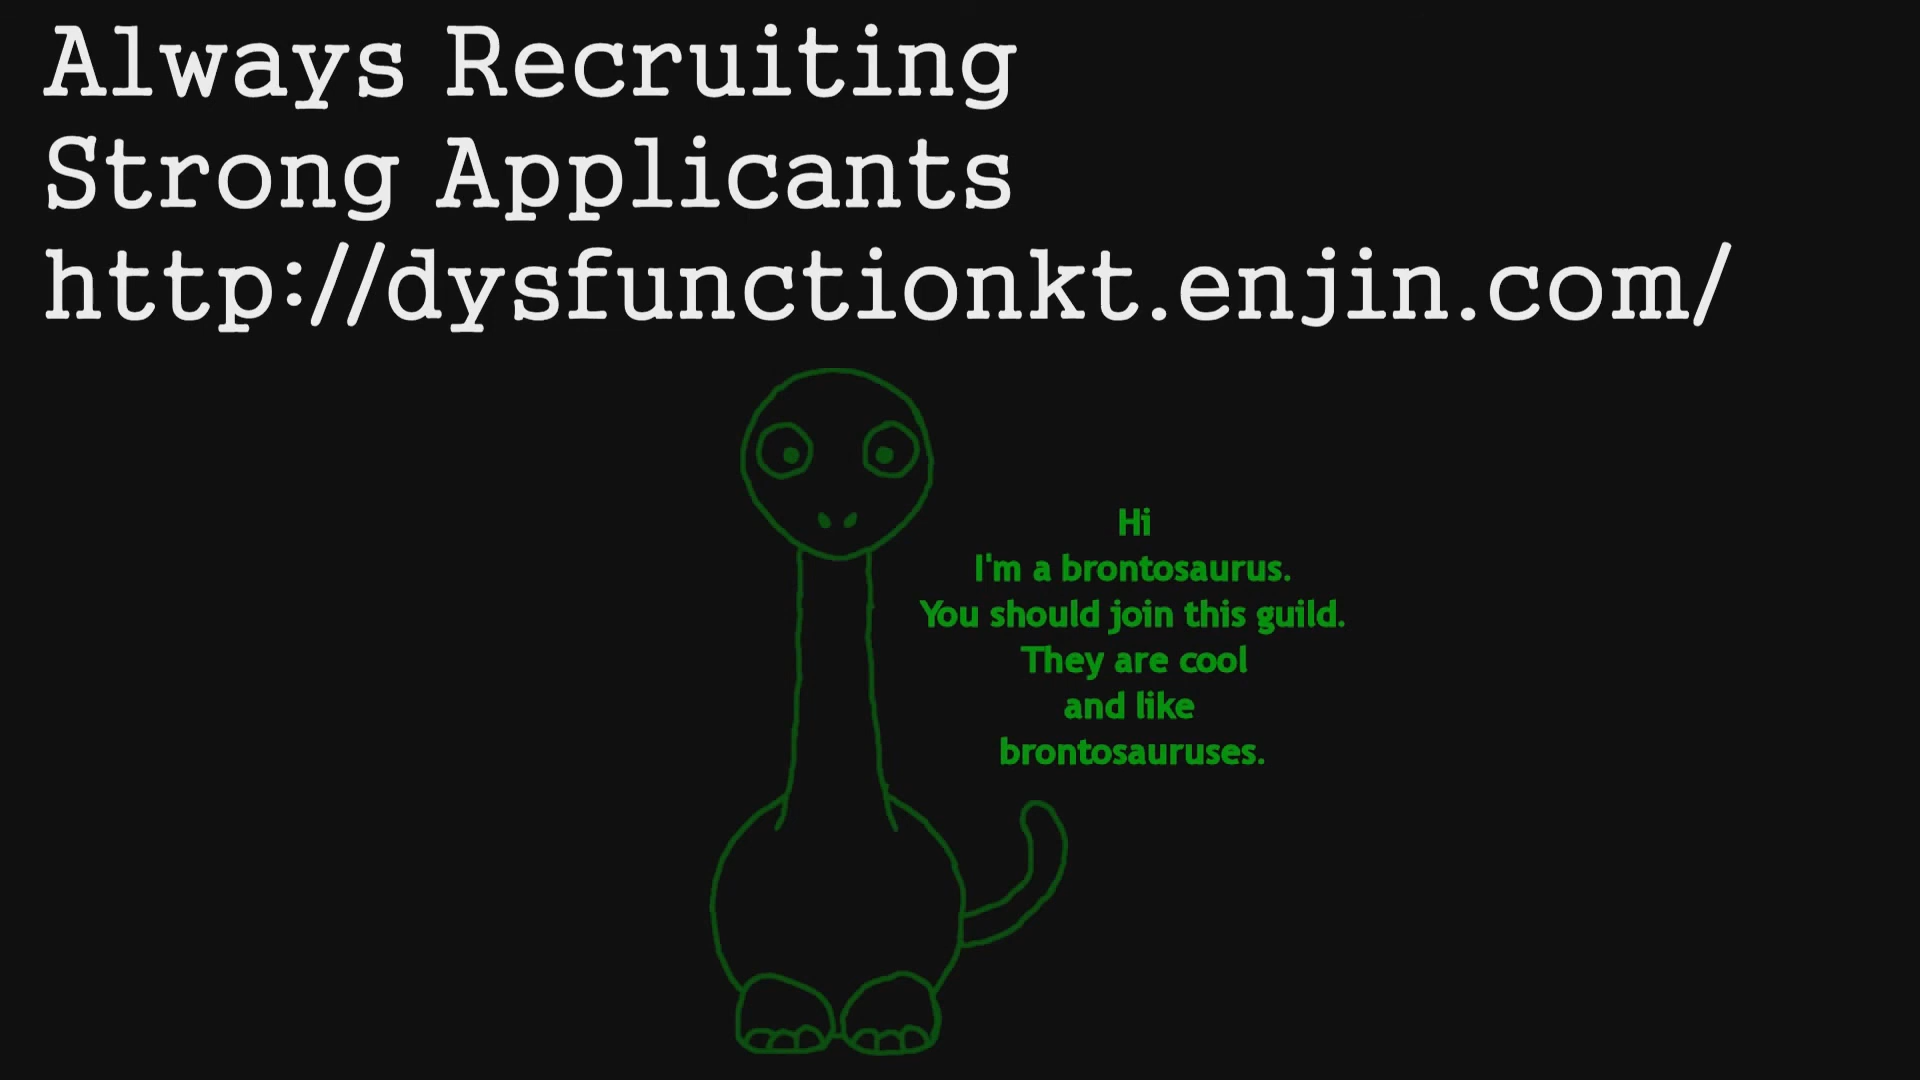 Always Recruiting
Strong Applicants
http://dysfunctionkt.enjin.com/
Hi
I'm a brontosaurus.
You should join this guild.
They are cool
and like
brontosauruses.